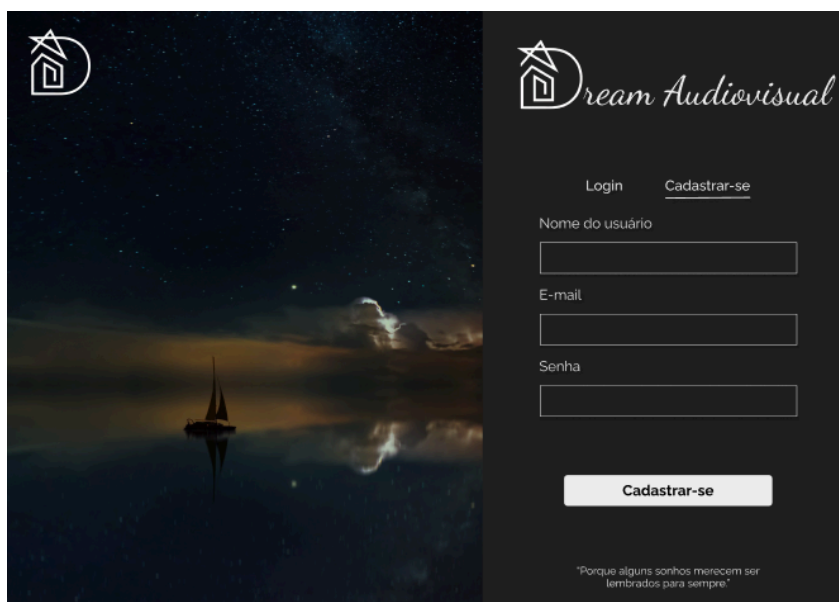 Dream Audiovisual
Login Cadastrar-se
Nome do usuário
E-mail
Senha
Cadastrar-se
"Porque alguns sonhos merecem ser
lembrados para sempre."